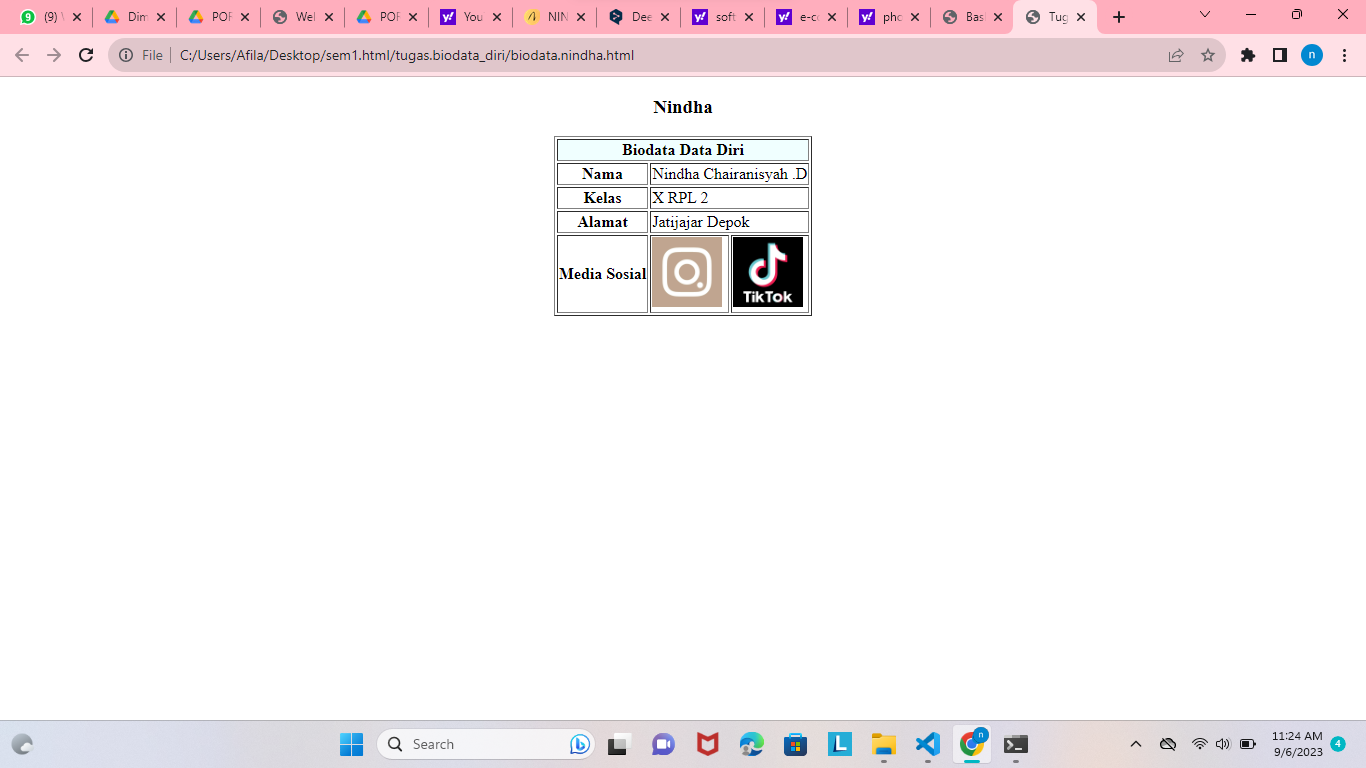 (9)
Dim
POF
Wel
POF
You
NIN
Dee
soft
e-co
pho
Bas
Tug
File C:/Users/Afila/Desktop/sem1.html/tugas.biodata_diri/biodata.nindha.html n
Nindha
Biodata Data Diri
Nama Nindha Chairanisyah .D
Kelas X RPL 2
Alamat Jatijajar Depok
Media Sosial TikTok
Search
11:24 AM
9/6/2023
4